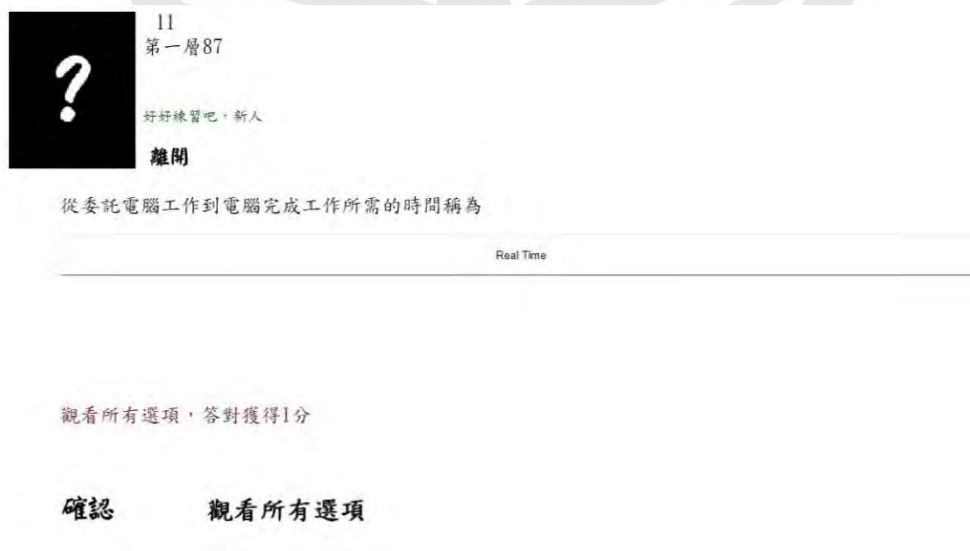 ?
11
第一層87
好好練習吧，新人
離開
從委託電腦工作到電腦完成工作所需的時間稱為
Real Time
觀看所有選項，答對獲得1分
確認 觀看所有選項